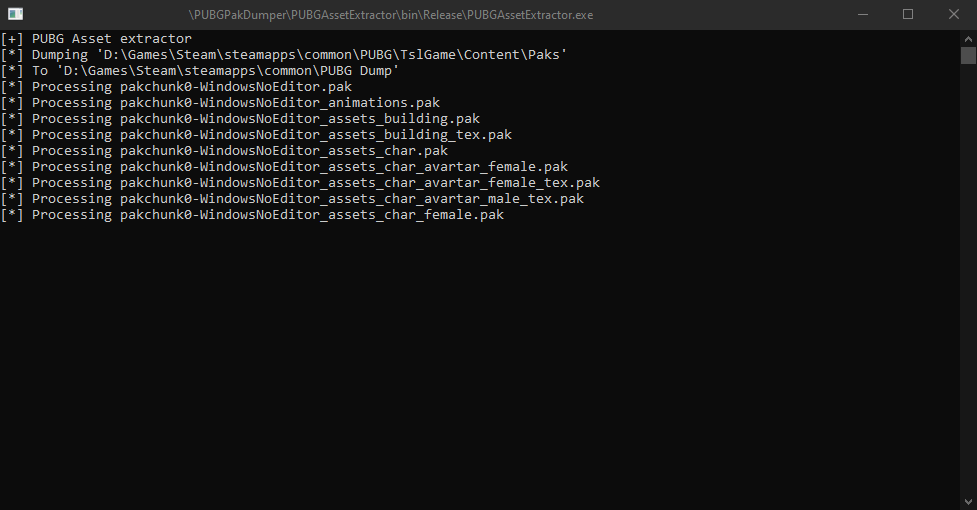 \PUBGPakDumper\PUBGAssetExtractor\bin\Release\PUBGAssetExtractor.exe
[+] PUBG Asset extractor
[*] Dumping 'D:\Games\Steam\steamapps\common\PUBG\TslGame\Content\Paks'
[*] To 'D:\Games\Steam\steamapps\common\PUBG Dump'
[*] Processing pakchunk0-WindowsNoEditor.pak
[*] Processing pakchunk0-WindowsNoEditor_animations.pak
[*] Processing pakchunk0-WindowsNoEditor_assets_building.pak
[*] Processing pakchunk0-WindowsNoEditor_assets_building_tex.pak
[*] Processing pakchunk0-WindowsNoEditor_assets_char.pak
[*] Processing pakchunk0-WindowsNoEditor_assets_char_avartar_female.pak
[*] Processing pakchunk0-WindowsNoEditor_assets_char_avartar_female_tex.pak
[*] Processing pakchunk0-WindowsNoEditor_assets_char_avartar_male_tex.pak
[*] Processing pakchunk0-WindowsNoEditor_assets_char_female.pak